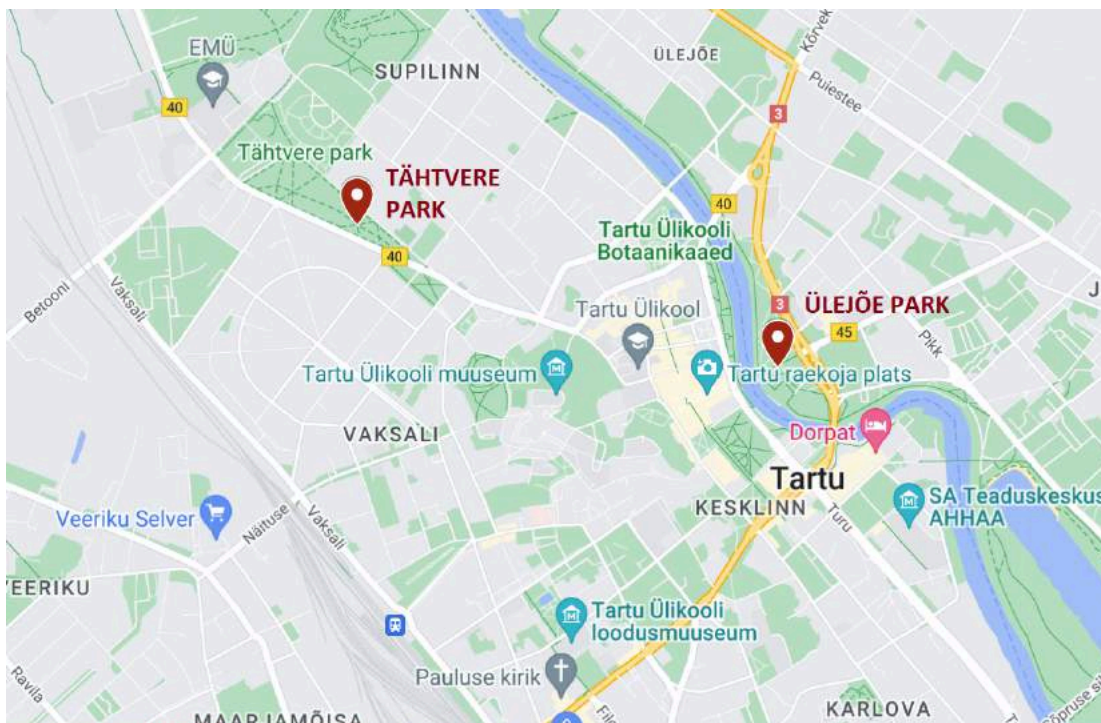 EMÜ
SUPILINN
ÜLEJÕE
Kõrvek
Puiestee
40
3
Tähtvere park
TÄHTVERE
PARK
40
Tartu Ülikooli
Botaanikaaed
40
Betooni
Vaksali
Tartu Ülikool
3
ÜLEJÕE PARK
45
Pikk
J
Tartu Ülikooli muuseum
Tartu raekoja plats
VAKSALI
Dorpat
Tartu
KESKLINN
Turu
SA Teaduskeskus
AHHAA
Veeriku Selver
Näituse
Vaksali
VEERIKU
Tartu Ülikooli
loodusmuuseum
Pauluse kirik
Ravila
MAARJAMÕISA
KARLOVA